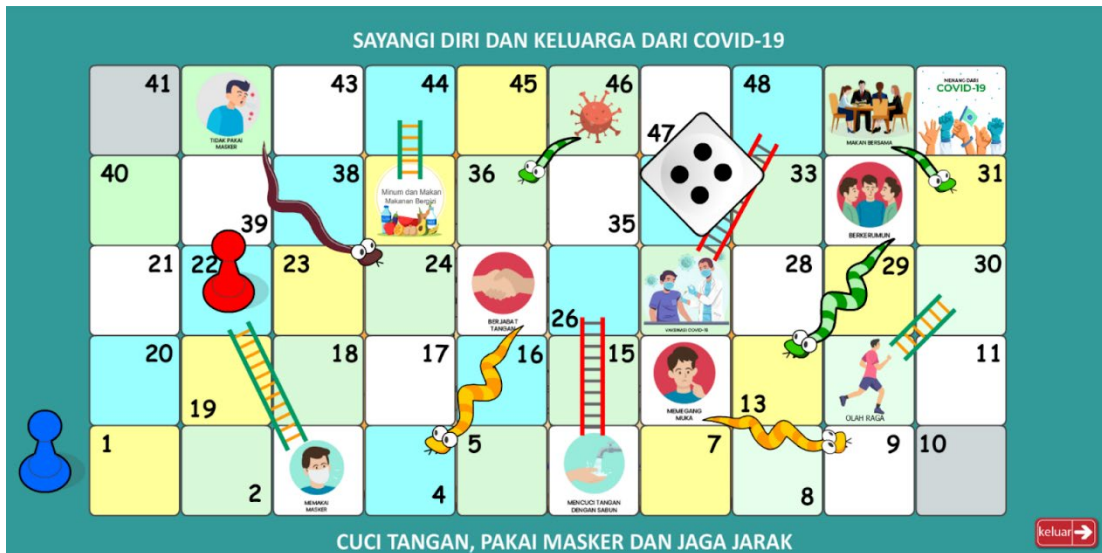 SAYANGI DIRI DAN KELUARGA DARI COVID-19
41
TIDAK PAKAI
MASKER
43
44
45
46
47
48
MAKAN BERSAMA
MENANG DARI
COVID-19
40
39
38
Minum dan Makan
Makanan Bergizi
36
35
33
BERKERUMUN
31
21
22
23
24
BERJABAT
TANGAN
26
VAKSINASI COVID-19
28
29
30
20
19
18
17
16
15
MEMEGANG
MUKA
13
OLAH RAGA
11
1
2
MEMAKAI
MASKER
4
5
MENCUCI TANGAN
DENGAN SABUN
7
8
9
10
CUCI TANGAN, PAKAI MASKER DAN JAGA JARAK
keluar